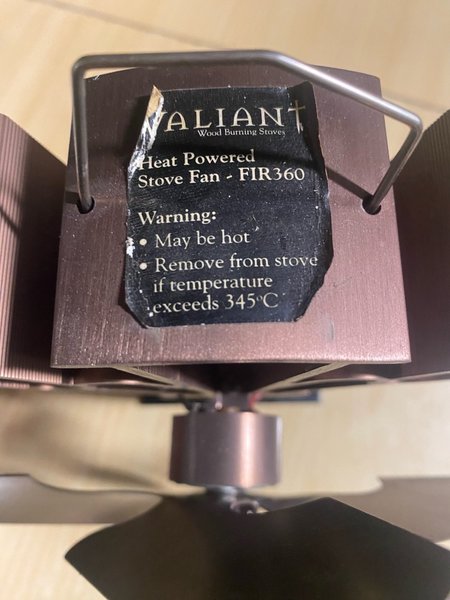 VALIANT
Wood Burning Stoves
Heat Powered
Stove Fan - FIR360
Warning:
• May be hot
• Remove from stove
if temperature
exceeds 345°C